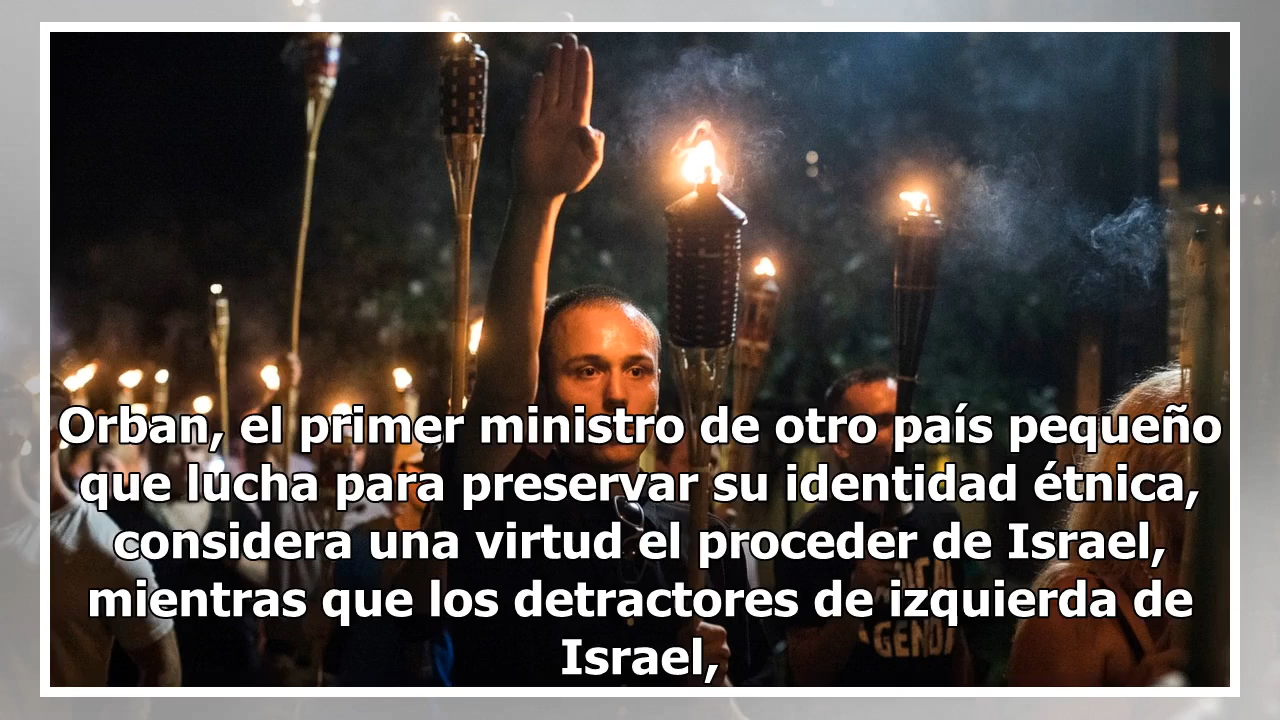 Orban, el primer ministro de otro país pequeño
que lucha para preservar su identidad étnica,
considera una virtud el proceder de Israel,
mientras que los detractores de izquierda de
Israel,